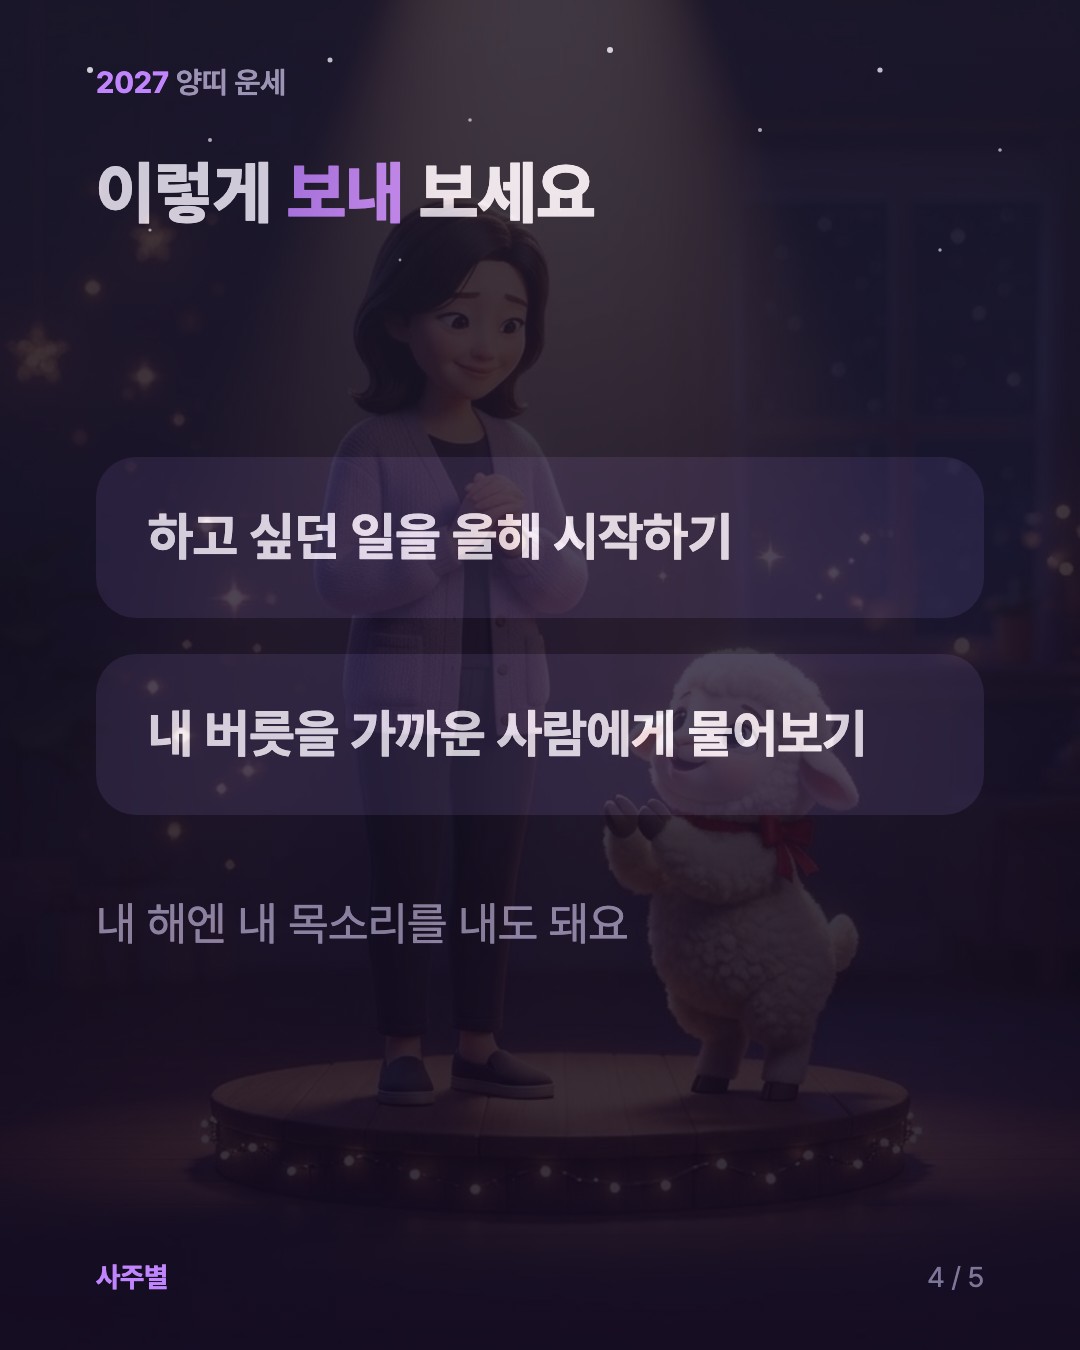 2027 양띠 운세
이렇게 보내 보세요
하고 싶던 일을 올해 시작하기
내 버릇을 가까운 사람에게 물어보기
내 해엔 내 목소리를 내도 돼요
사주별
4 / 5